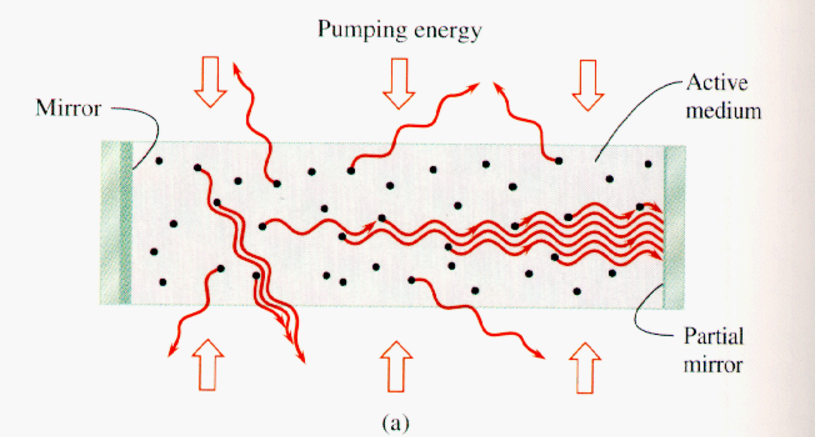 Pumping energy
Mirror
Active
medium
Partial
mirror
(a)